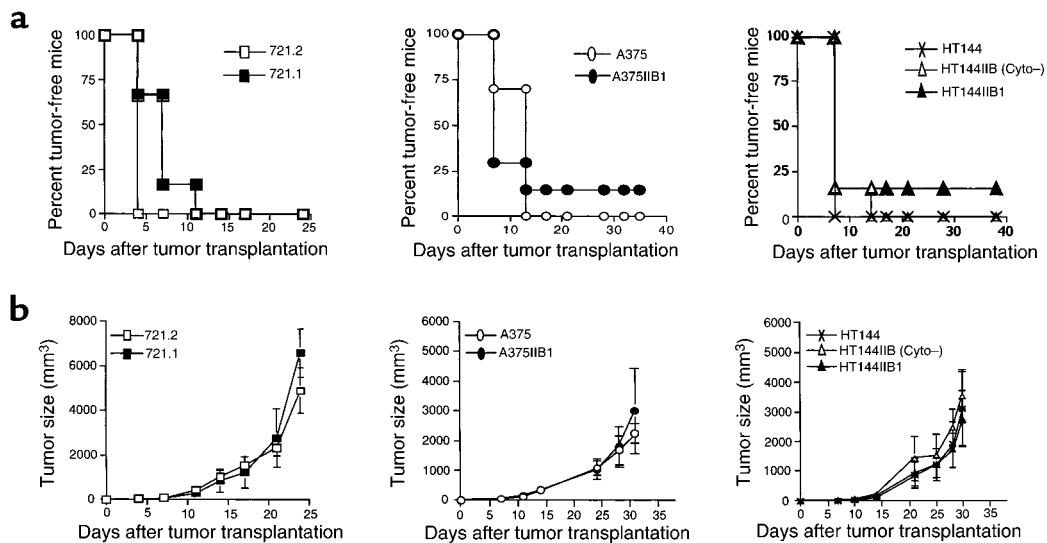 a
Percent tumor-free mice
100
75
50
25
0
0 5 10 15 20 25
Days after tumor transplantation
721.2
721.1
Percent tumor-free mice
100
75
50
25
0
0 10 20 30 40
Days after tumor transplantation
A375
A375IIB1
Percent tumor-free mice
100
75
50
25
0
0 10 20 30 40
Days after tumor transplantation
HT144
HT144IIB (Cyto–)
HT144IIB1
b
Tumor size (mm³)
8000
6000
4000
2000
0
0 5 10 15 20 25
Days after tumor transplantation
721.2
721.1
Tumor size (mm³)
6000
5000
4000
3000
2000
1000
0
0 5 10 15 20 25 30 35
Days after tumor transplantation
A375
A375IIB1
Tumor size (mm³)
6000
5000
4000
3000
2000
1000
0
0 5 10 15 20 25 30 35
Days after tumor transplantation
HT144
HT144IIB (Cyto–)
HT144IIB1